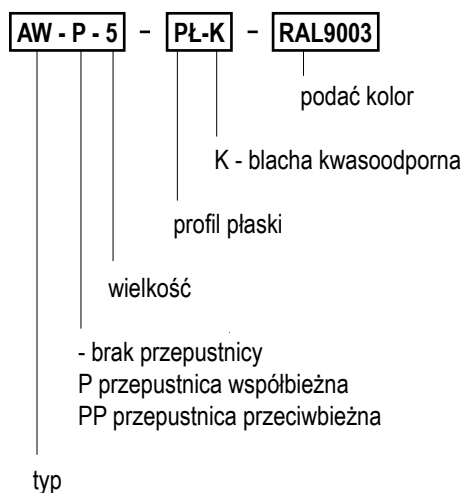 AW - P - 5 - PŁ-K - RAL9003
podać kolor
K - blacha kwasoodporna
profil płaski
wielkość
- brak przepustnicy
P przepustnica współbieżna
PP przepustnica przeciwbieżna
typ